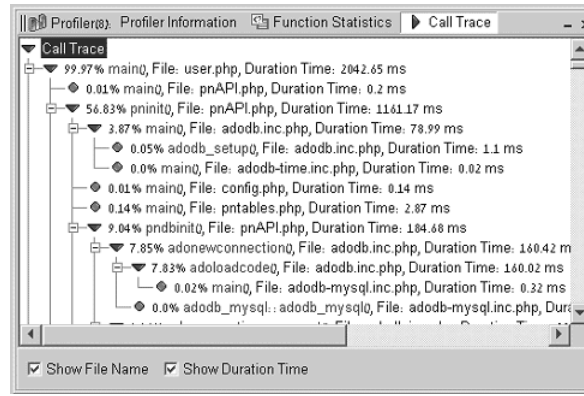 Profiler(8): Profiler Information Function Statistics Call Trace
Call Trace
99.97% main(), File: user.php, Duration Time: 2042.65 ms
0.01% main(), File: pnAPI.php, Duration Time: 0.2 ms
56.83% pninit(), File: pnAPI.php, Duration Time: 1161.17 ms
3.87% main(), File: adodb.inc.php, Duration Time: 78.99 ms
0.05% adodb_setup(), File: adodb.inc.php, Duration Time: 1.1 ms
0.0% main(), File: adodb-time.inc.php, Duration Time: 0.02 ms
0.01% main(), File: config.php, Duration Time: 0.14 ms
0.14% main(), File: pntables.php, Duration Time: 2.87 ms
9.04% pndbinit(), File: pnAPI.php, Duration Time: 184.68 ms
7.85% adonewconnection(), File: adodb.inc.php, Duration Time: 160.42 m
7.83% adoloadcode(), File: adodb.inc.php, Duration Time: 160.02 ms
0.02% main(), File: adodb-mysql.inc.php, Duration Time: 0.32 ms
0.0% adodb_mysql::adodb_mysql(), File: adodb-mysql.inc.php, Dura
Show File Name Show Duration Time